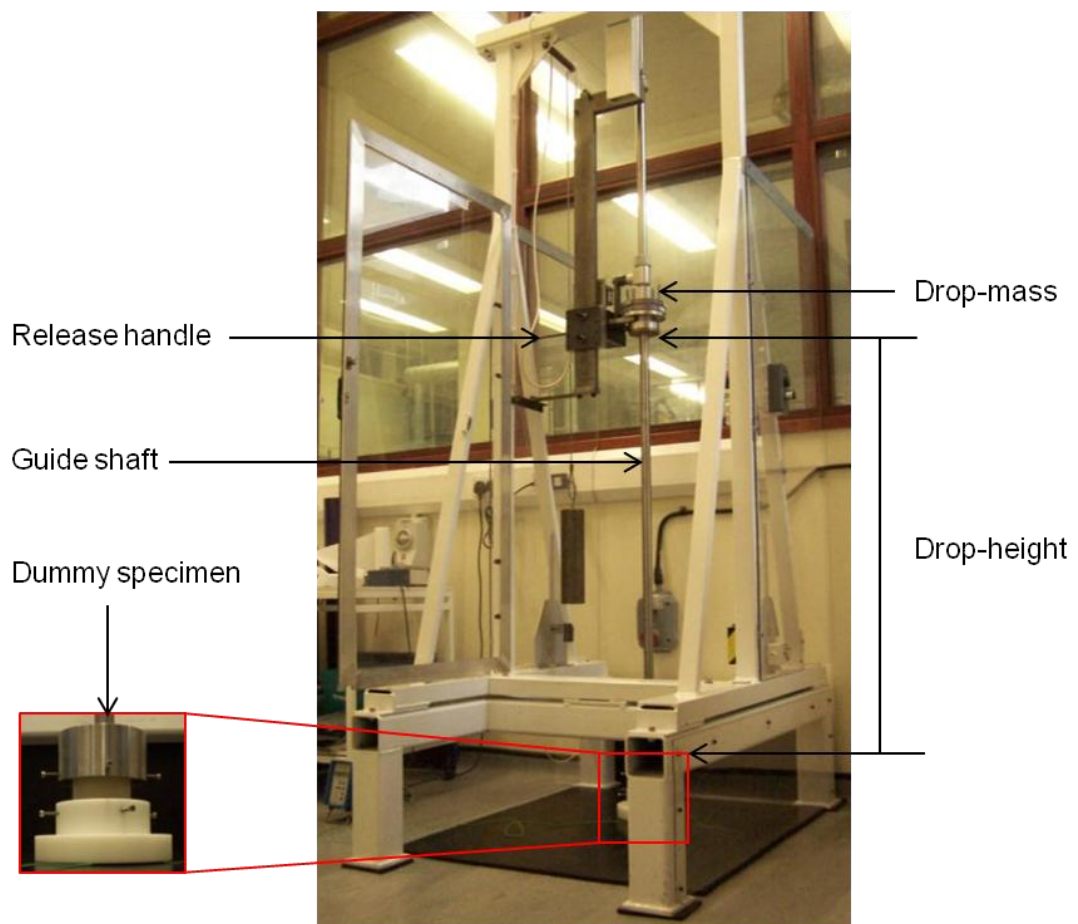 Drop-mass
Release handle
Guide shaft
Drop-height
Dummy specimen